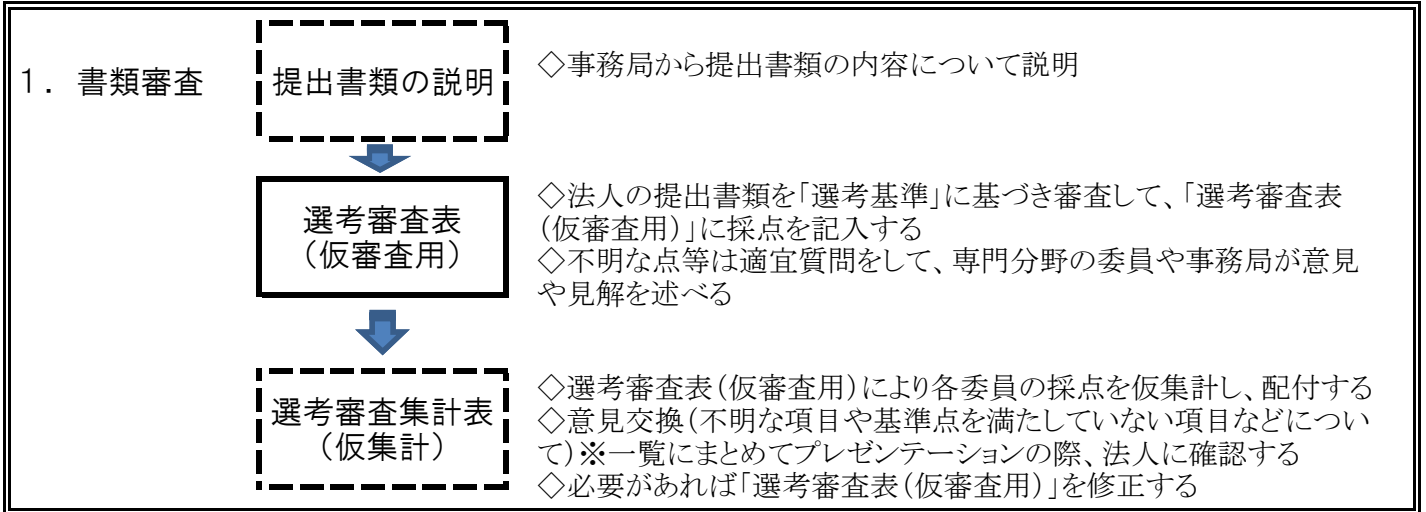 1．書類審査
提出書類の説明
◇事務局から提出書類の内容について説明
選考審査表
（仮審査用）
◇法人の提出書類を「選考基準」に基づき審査して、「選考審査表
（仮審査用）」に採点を記入する
◇不明な点等は適宜質問をして、専門分野の委員や事務局が意見
や見解を述べる
選考審査集計表
（仮集計）
◇選考審査表（仮審査用）により各委員の採点を仮集計し、配付する
◇意見交換（不明な項目や基準点を満たしていない項目などについ
て）※一覧にまとめてプレゼンテーションの際、法人に確認する
◇必要があれば「選考審査表（仮審査用）」を修正する